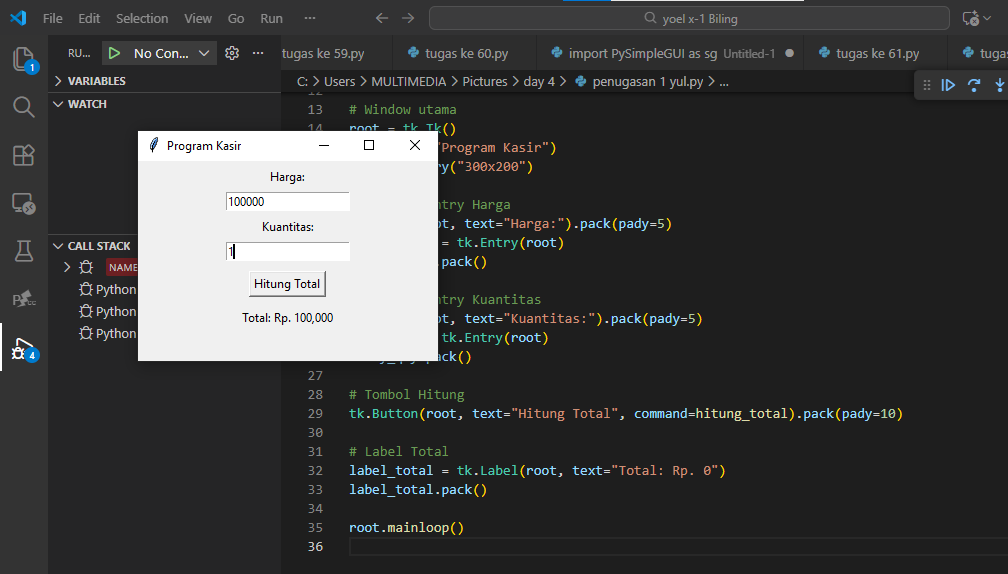 File Edit Selection View Go Run ··· yoel x-1 Biling
RU... No Con... ··· tugas ke 59.py tugas ke 60.py import PySimpleGUI as sg Untitled-1 tugas ke 61.py tugas
VARIABLES
C: > Users > MULTIMEDIA > Pictures > day 4 > penugasan 1 yul.py > ...
WATCH
CALL STACK
NAME
Python
Python
Python
1
4
Program Kasir
Harga:
100000
Kuantitas:
1
Hitung Total
Total: Rp. 100,000
12
13 # Window utama
14 root = tk.Tk()
"Program Kasir")
ry("300x200")
ntry Harga
ot, text="Harga:").pack(pady=5)
= tk.Entry(root)
.pack()
ntry Kuantitas
ot, text="Kuantitas:").pack(pady=5)
tk.Entry(root)
ck()
27
28 # Tombol Hitung
29 tk.Button(root, text="Hitung Total", command=hitung_total).pack(pady=10)
30
31 # Label Total
32 label_total = tk.Label(root, text="Total: Rp. 0")
33 label_total.pack()
34
35 root.mainloop()
36